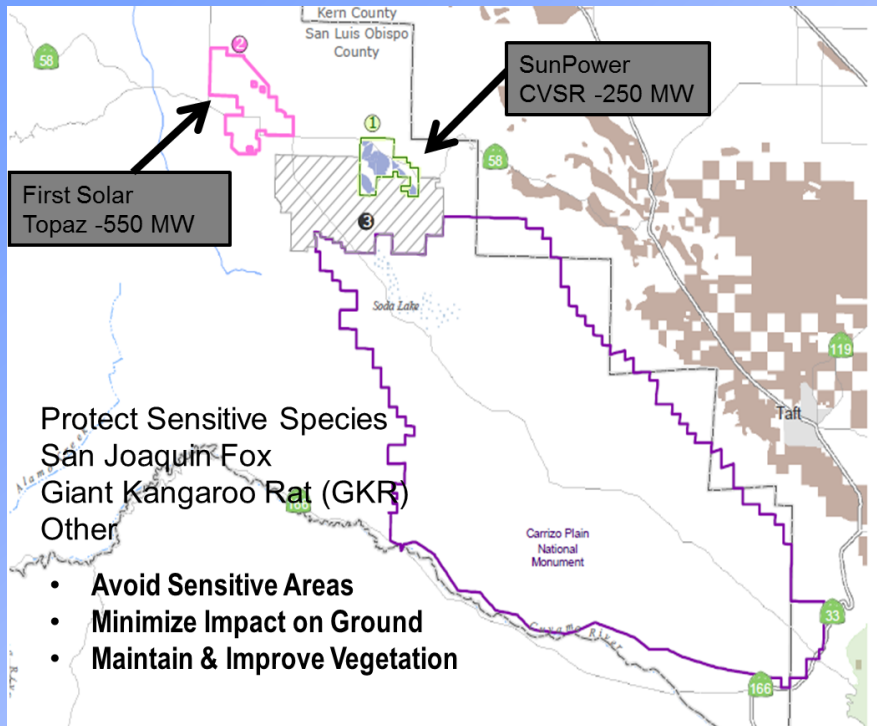 Kern County
San Luis Obispo
County
58
2
SunPower
CVSR -250 MW
1
58
First Solar
Topaz -550 MW
3
Soda Lake
119
Taft
Protect Sensitive Species
San Joaquin Fox
Giant Kangaroo Rat (GKR)
Other
166
Carrizo Plain
National
Monument
• Avoid Sensitive Areas
• Minimize Impact on Ground
• Maintain & Improve Vegetation
Cuyama River
33
166